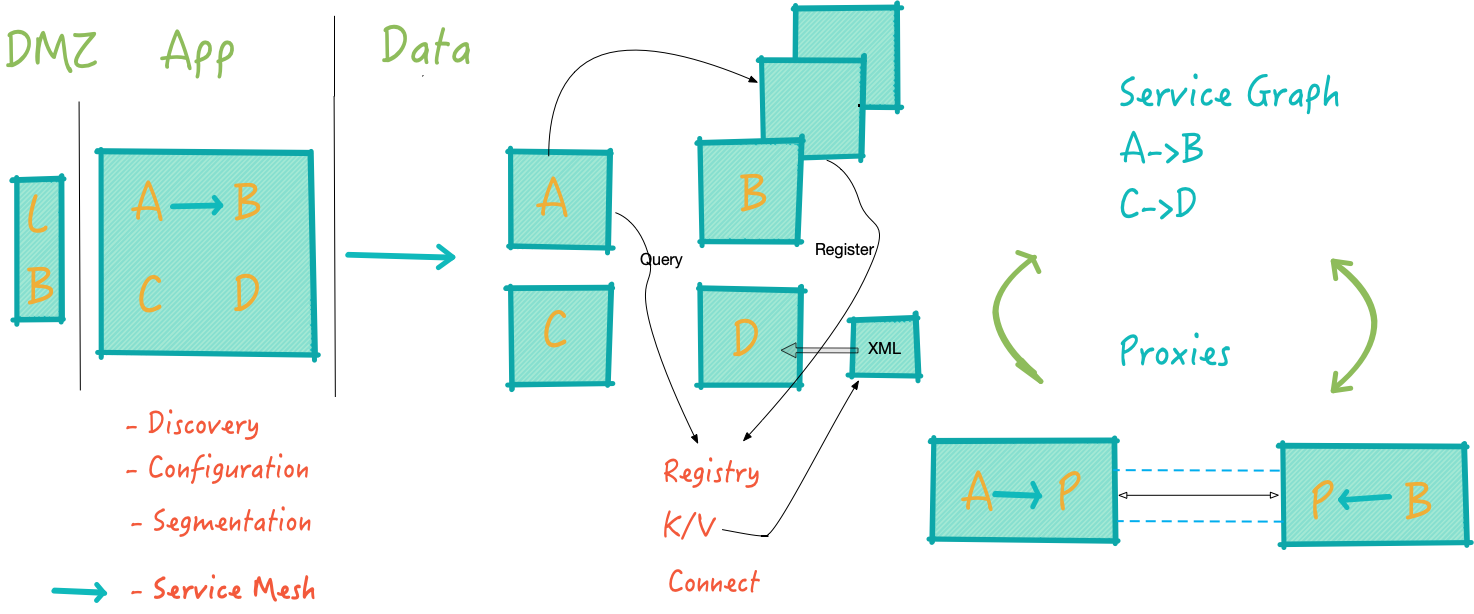 DMZ App Data
L
B
A B
C D
- Discovery
- Configuration
- Segmentation
- Service Mesh
A
B
C
D
Query
Register
XML
Registry
K/V
Connect
Service Graph
A->B
C->D
Proxies
A P
P B